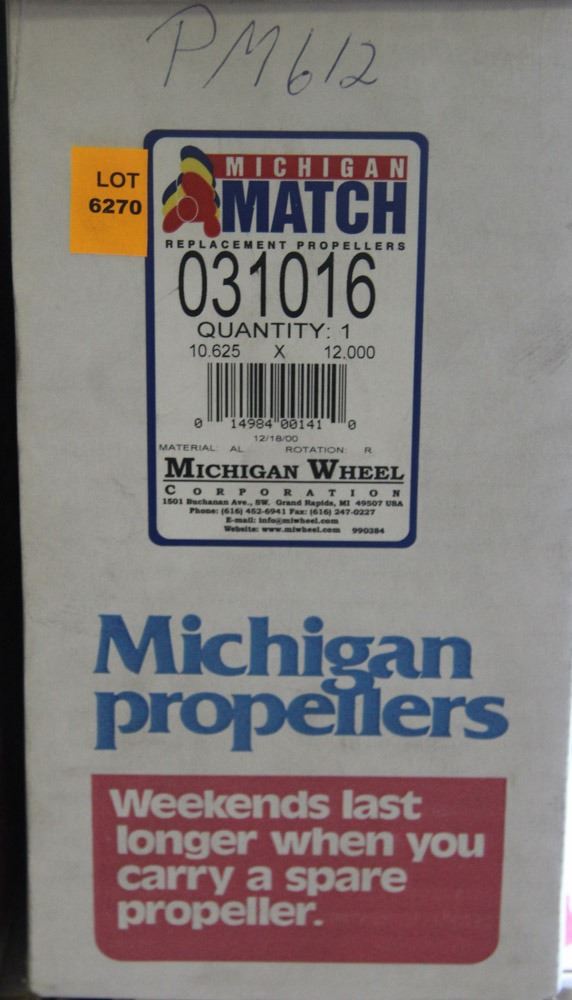 PM612
LOT
6270
MICHIGAN
MATCH
REPLACEMENT PROPELLERS
031016
QUANTITY: 1
10.625 X 12.000
0 14984 00141 0
12/18/00
MATERIAL: AL ROTATION: R
MICHIGAN WHEEL
CORPORATION
1501 Buchanan Ave., SW. Grand Rapids, MI 49507 USA
Phone: (616) 452-6941 Fax: (616) 247-0227
E-mail: info@miwheel.com
Website: www.miwheel.com 990384
Michigan
propellers
Weekends last
longer when you
carry a spare
propeller.